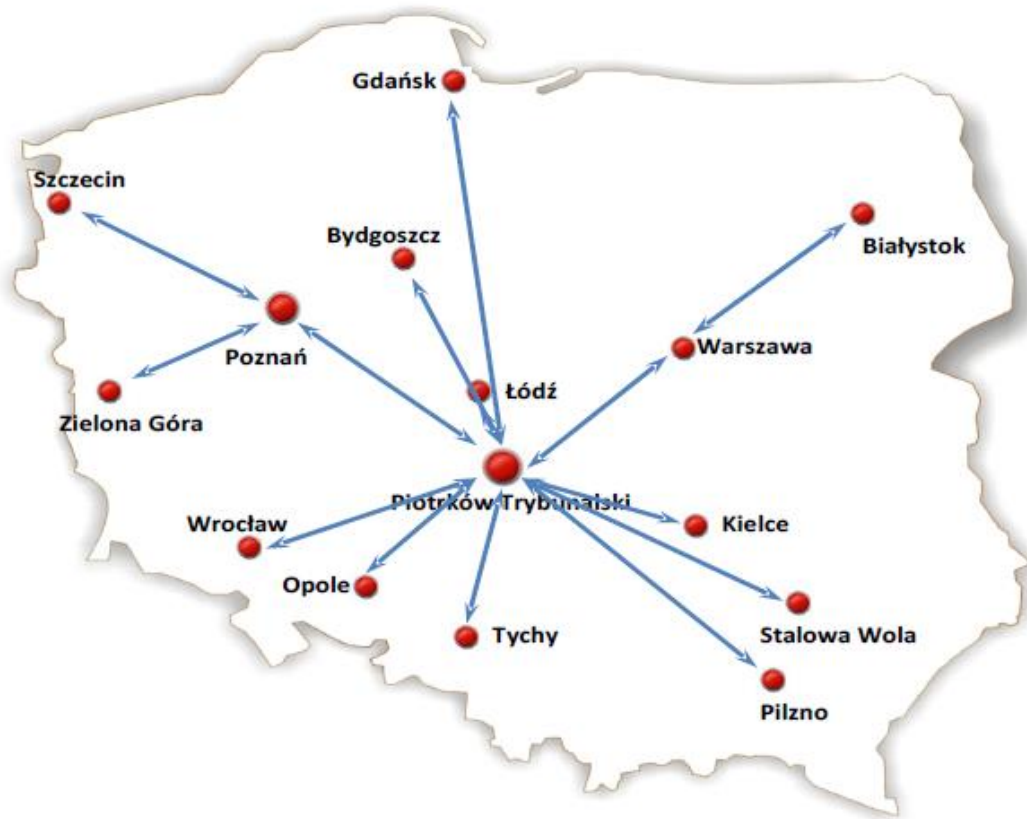 Gdańsk
Szczecin
Bydgoszcz
Białystok
Warszawa
Poznań
Łódź
Zielona Góra
Piotrków Trybunalski
Wrocław
Kielce
Opole
Tychy
Stalowa Wola
Pilzno